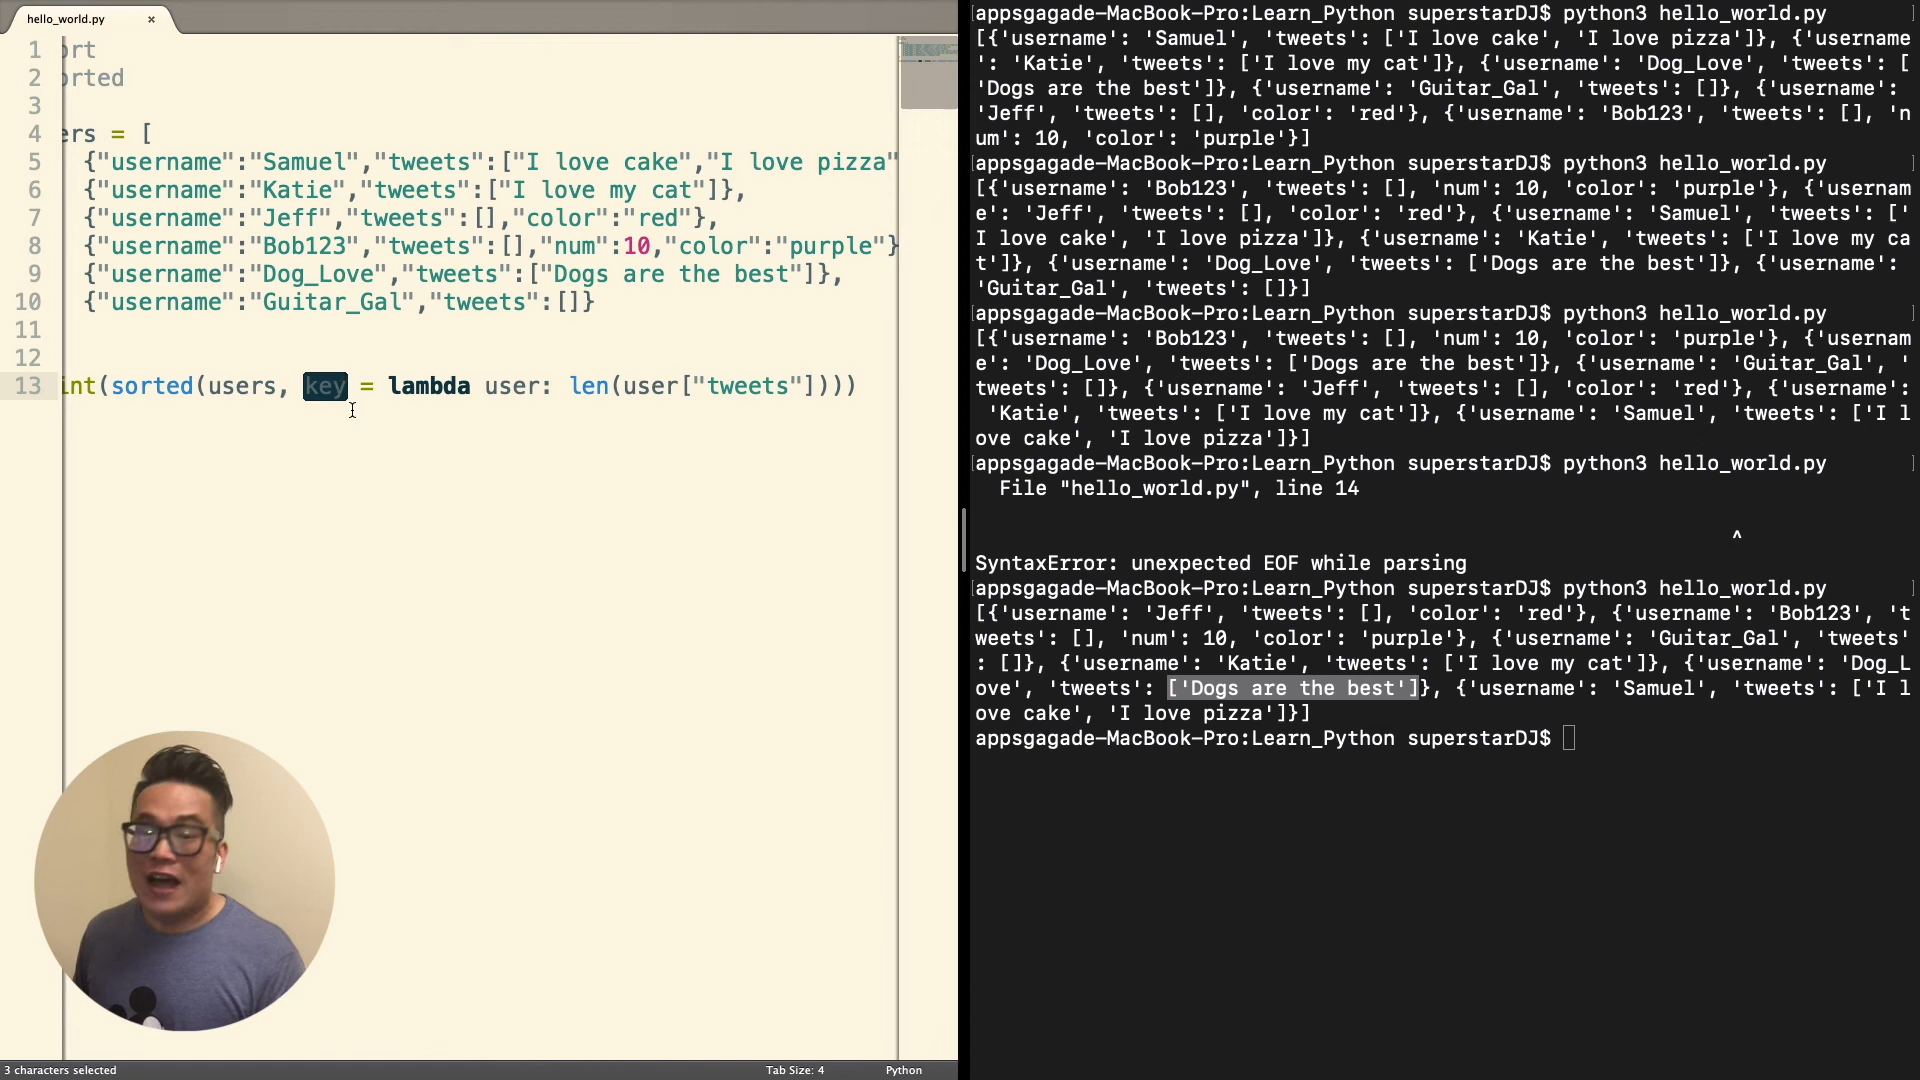 hello_world.py
1 ort
2 orted
3
4 ers = [
5 {"username":"Samuel","tweets":["I love cake","I love pizza"
6 {"username":"Katie","tweets":["I love my cat"]},
7 {"username":"Jeff","tweets":[],"color":"red"},
8 {"username":"Bob123","tweets":[],"num":10,"color":"purple"}
9 {"username":"Dog_Love","tweets":["Dogs are the best"]},
10 {"username":"Guitar_Gal","tweets":[]}
11
12
13 int(sorted(users, key = lambda user: len(user["tweets"])))
3 characters selected
Tab Size: 4
Python
[appsgagade-MacBook-Pro:Learn_Python superstarDJ$ python3 hello_world.py ]
[{'username': 'Samuel', 'tweets': ['I love cake', 'I love pizza']}, {'username
': 'Katie', 'tweets': ['I love my cat']}, {'username': 'Dog_Love', 'tweets': [
'Dogs are the best']}, {'username': 'Guitar_Gal', 'tweets': []}, {'username':
'Jeff', 'tweets': [], 'color': 'red'}, {'username': 'Bob123', 'tweets': [], 'n
um': 10, 'color': 'purple'}]
[appsgagade-MacBook-Pro:Learn_Python superstarDJ$ python3 hello_world.py ]
[{'username': 'Bob123', 'tweets': [], 'num': 10, 'color': 'purple'}, {'usernam
e': 'Jeff', 'tweets': [], 'color': 'red'}, {'username': 'Samuel', 'tweets': ['
I love cake', 'I love pizza']}, {'username': 'Katie', 'tweets': ['I love my ca
t']}, {'username': 'Dog_Love', 'tweets': ['Dogs are the best']}, {'username':
'Guitar_Gal', 'tweets': []}]
[appsgagade-MacBook-Pro:Learn_Python superstarDJ$ python3 hello_world.py ]
[{'username': 'Bob123', 'tweets': [], 'num': 10, 'color': 'purple'}, {'usernam
e': 'Dog_Love', 'tweets': ['Dogs are the best']}, {'username': 'Guitar_Gal', '
tweets': []}, {'username': 'Jeff', 'tweets': [], 'color': 'red'}, {'username':
'Katie', 'tweets': ['I love my cat']}, {'username': 'Samuel', 'tweets': ['I l
ove cake', 'I love pizza']}]
[appsgagade-MacBook-Pro:Learn_Python superstarDJ$ python3 hello_world.py ]
File "hello_world.py", line 14
^
SyntaxError: unexpected EOF while parsing
[appsgagade-MacBook-Pro:Learn_Python superstarDJ$ python3 hello_world.py ]
[{'username': 'Jeff', 'tweets': [], 'color': 'red'}, {'username': 'Bob123', 't
weets': [], 'num': 10, 'color': 'purple'}, {'username': 'Guitar_Gal', 'tweets'
: []}, {'username': 'Katie', 'tweets': ['I love my cat']}, {'username': 'Dog_L
ove', 'tweets': ['Dogs are the best']}, {'username': 'Samuel', 'tweets': ['I l
ove cake', 'I love pizza']}]
appsgagade-MacBook-Pro:Learn_Python superstarDJ$